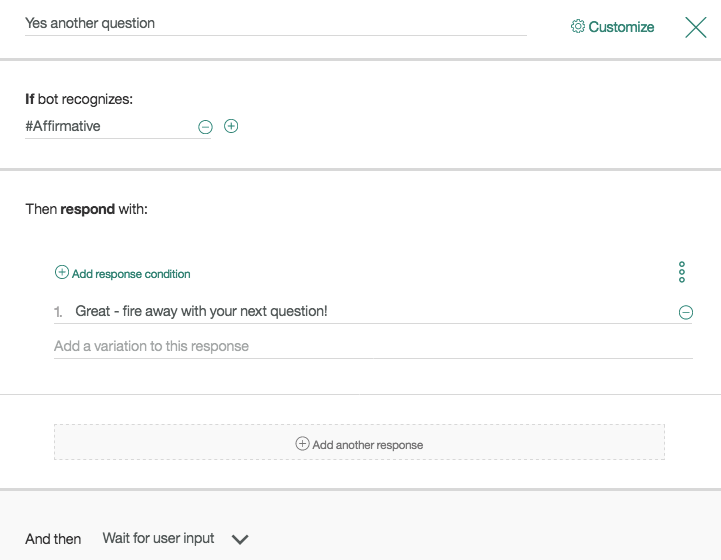 Yes another question
Customize
If bot recognizes:
#Affirmative
Then respond with:
Add response condition
1. Great - fire away with your next question!
Add a variation to this response
Add another response
And then Wait for user input